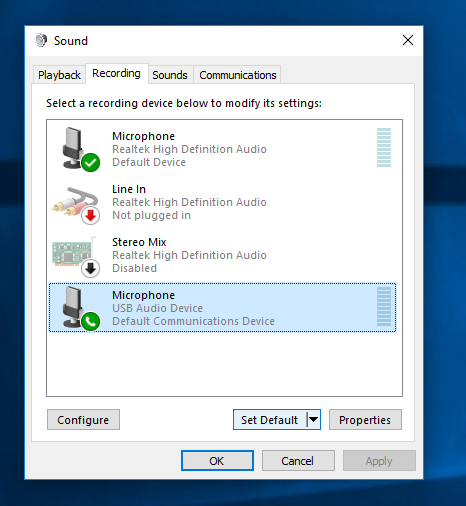 Sound
Playback Recording Sounds Communications
Select a recording device below to modify its settings:
Microphone
Realtek High Definition Audio
Default Device
Line In
Realtek High Definition Audio
Not plugged in
Stereo Mix
Realtek High Definition Audio
Disabled
Microphone
USB Audio Device
Default Communications Device
Configure Set Default Properties
OK Cancel Apply